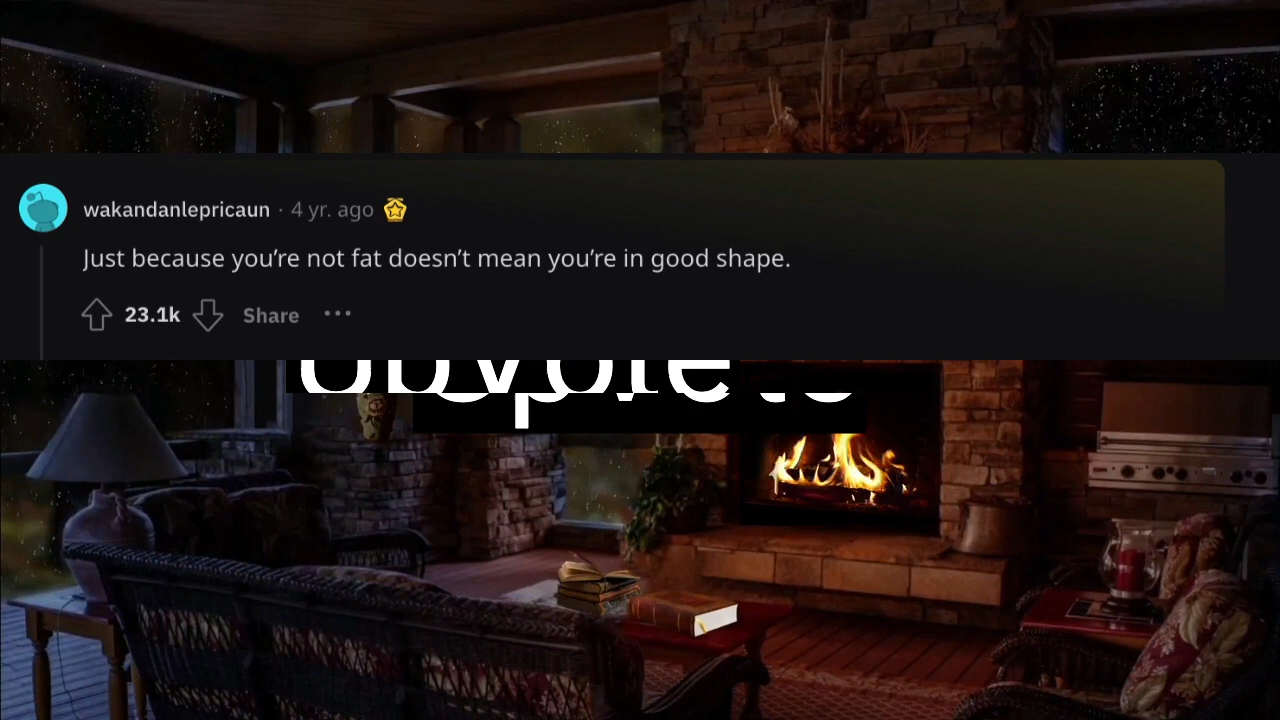 wakandanlepricaun · 4 yr. ago
Just because you’re not fat doesn’t mean you’re in good shape.
23.1k Share •••